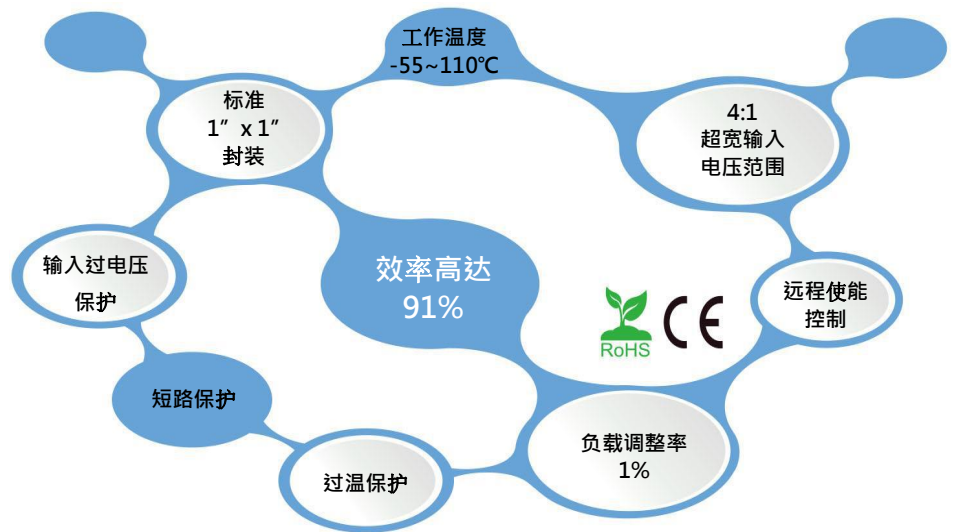 工作温度
-55~110℃
标准
1” x 1”
封装
4:1
超宽输入
电压范围
输入过电压
保护
效率高达
91%
远程使能
控制
RoHS
CE
短路保护
负载调整率
1%
过温保护